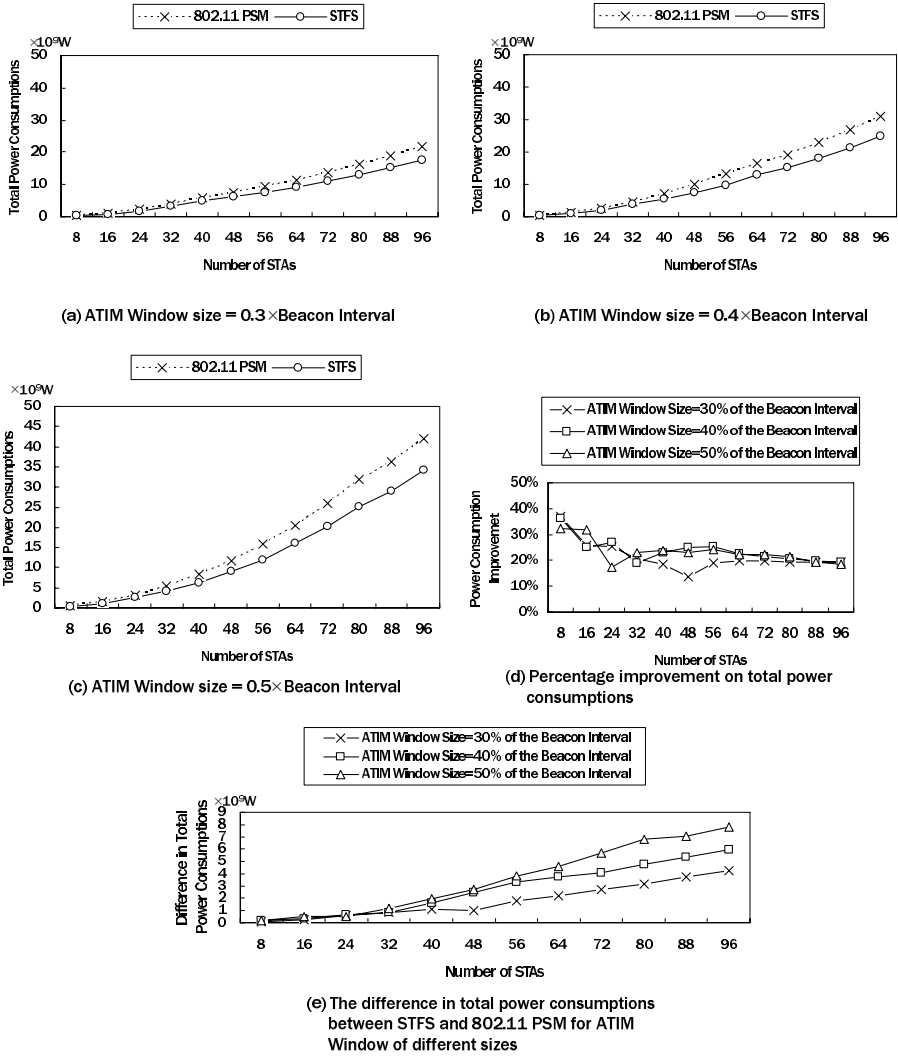 802.11 PSM STFS
×10⁹W
Total Power Consumptions
50
40
30
20
10
0
8 16 24 32 40 48 56 64 72 80 88 96
Number of STAs
(a) ATIM Window size = 0.3×Beacon Interval
802.11 PSM STFS
×10⁹W
Total Power Consumptions
50
40
30
20
10
0
8 16 24 32 40 48 56 64 72 80 88 96
Number of STAs
(b) ATIM Window size = 0.4×Beacon Interval
802.11 PSM STFS
×10⁹W
Total Power Consumptions
50
45
40
35
30
25
20
15
10
5
0
8 16 24 32 40 48 56 64 72 80 88 96
Number of STAs
(c) ATIM Window size = 0.5×Beacon Interval
ATIM Window Size=30% of the Beacon Interval
ATIM Window Size=40% of the Beacon Interval
ATIM Window Size=50% of the Beacon Interval
Power Consumption
Improvemet
50%
40%
30%
20%
10%
0%
8 16 24 32 40 48 56 64 72 80 88 96
Number of STAs
(d) Percentage improvement on total power
consumptions
ATIM Window Size=30% of the Beacon Interval
ATIM Window Size=40% of the Beacon Interval
ATIM Window Size=50% of the Beacon Interval
×10⁹W
Difference in Total
Power Consumptions
9
8
7
6
5
4
3
2
1
0
8 16 24 32 40 48 56 64 72 80 88 96
Number of STAs
(e) The difference in total power consumptions
between STFS and 802.11 PSM for ATIM
Window of different sizes